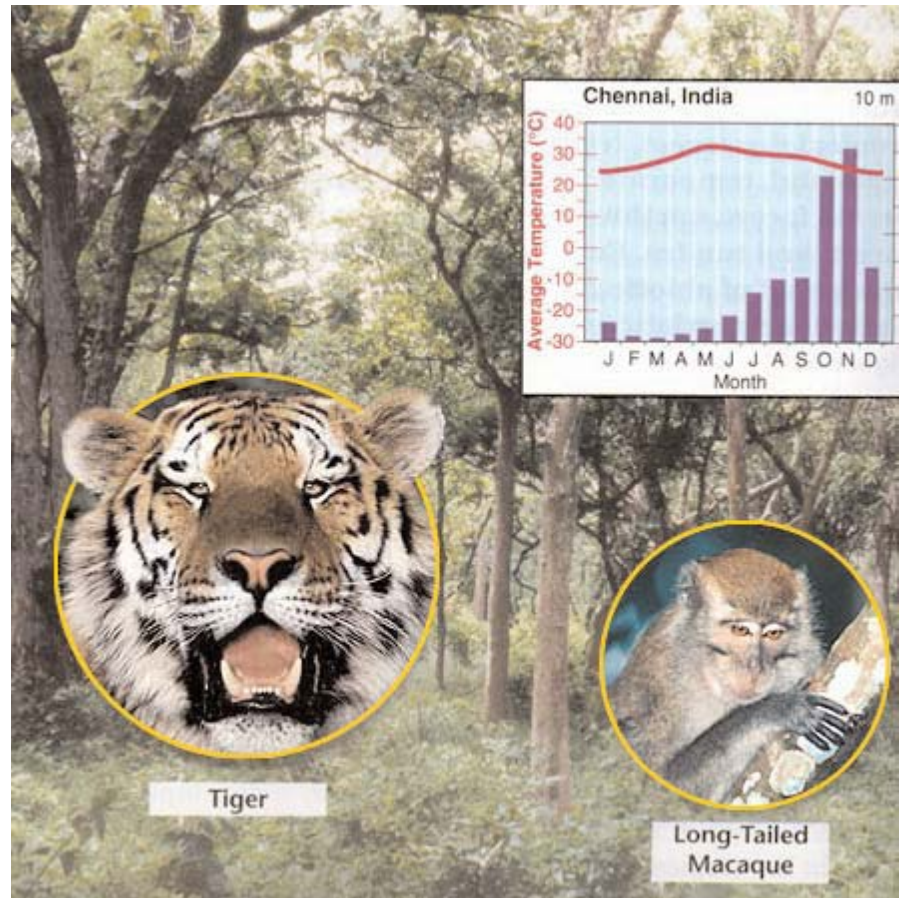 Chennai, India 10 m
Average Temperature (°C)
40
30
20
10
0
-10
-20
-30
J F M A M J J A S O N D
Month
Tiger
Long-Tailed
Macaque